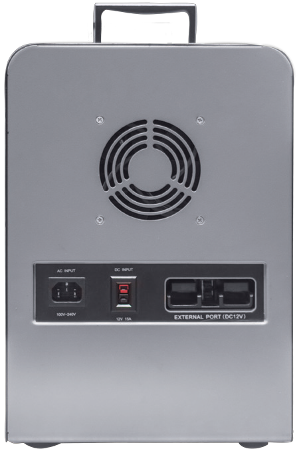 AC INPUT
DC INPUT
100V-240V
12V 15A
EXTERNAL PORT (DC12V)